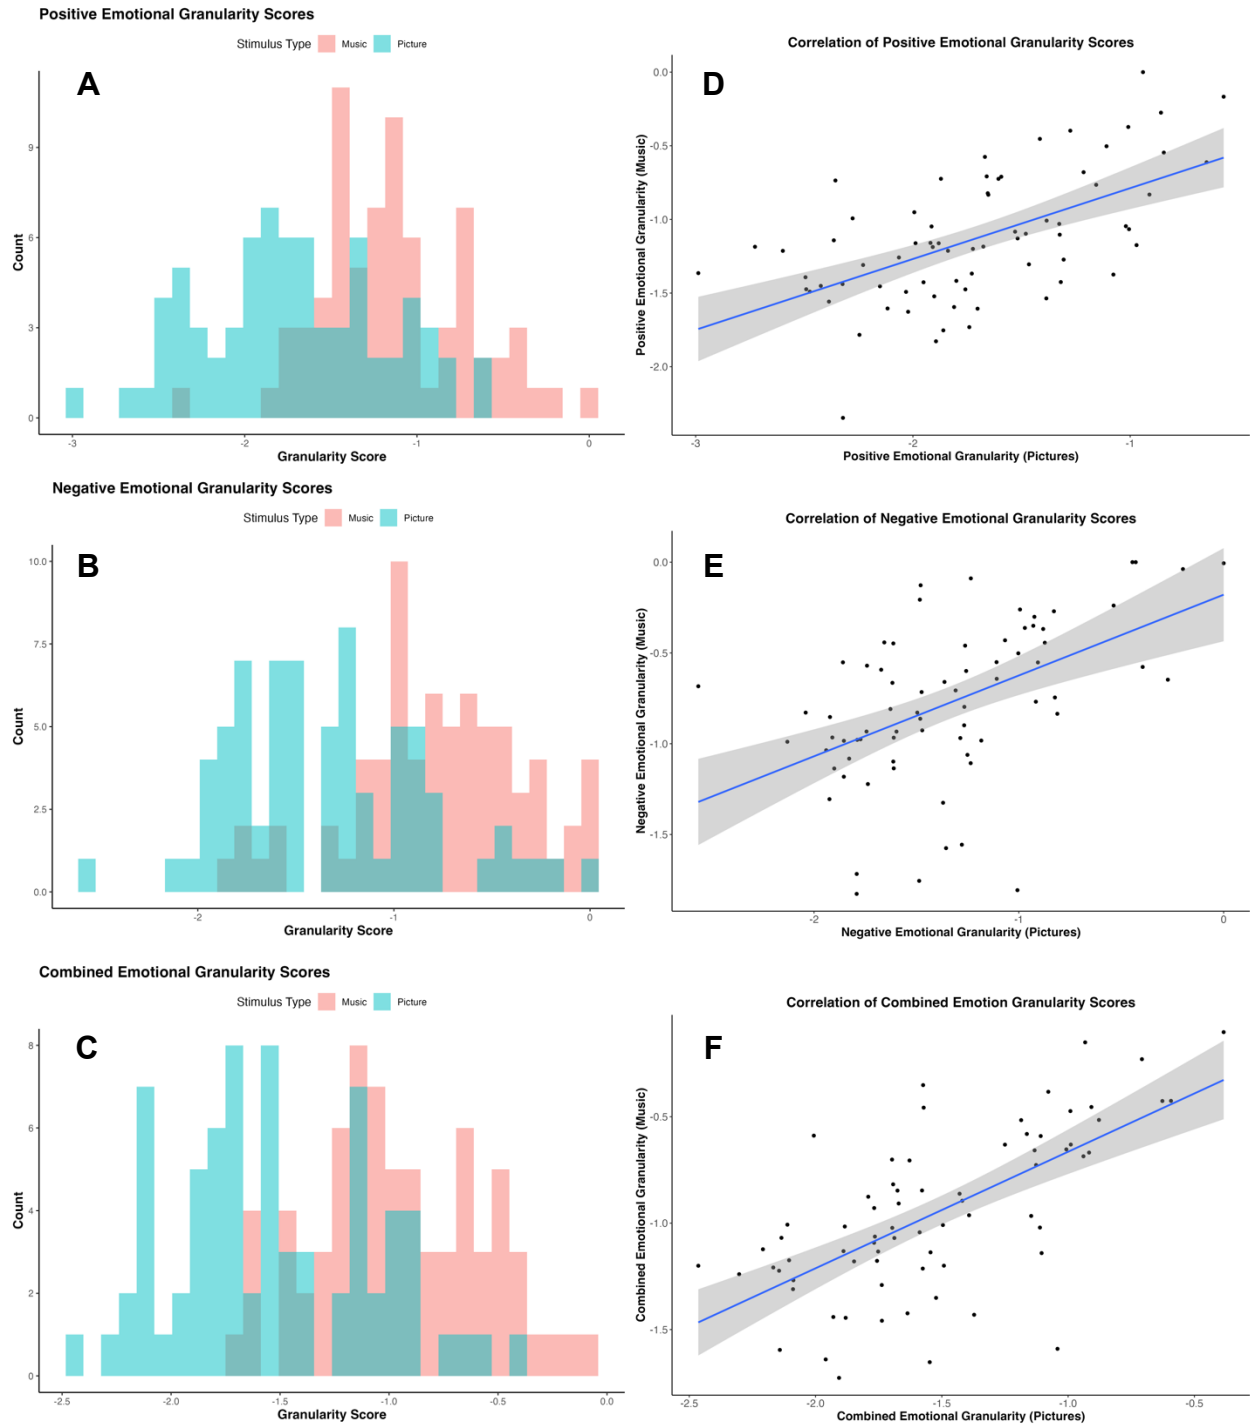 Positive Emotional Granularity Scores
Stimulus Type Music Picture
A
9
6
3
0
Count
-3 -2 -1 0
Granularity Score
Correlation of Positive Emotional Granularity Scores
D
0.0
-0.5
-1.0
-1.5
-2.0
Positive Emotional Granularity (Music)
-3 -2 -1
Positive Emotional Granularity (Pictures)
Negative Emotional Granularity Scores
Stimulus Type Music Picture
B
10.0
7.5
5.0
2.5
0.0
Count
-2 -1 0
Granularity Score
Correlation of Negative Emotional Granularity Scores
E
0.0
-0.5
-1.0
-1.5
Negative Emotional Granularity (Music)
-2 -1 0
Negative Emotional Granularity (Pictures)
Combined Emotional Granularity Scores
Stimulus Type Music Picture
C
8
6
4
2
0
Count
-2.5 -2.0 -1.5 -1.0 -0.5 0.0
Granularity Score
Correlation of Combined Emotion Granularity Scores
F
-0.5
-1.0
-1.5
Combined Emotional Granularity (Music)
-2.5 -2.0 -1.5 -1.0 -0.5
Combined Emotional Granularity (Pictures)